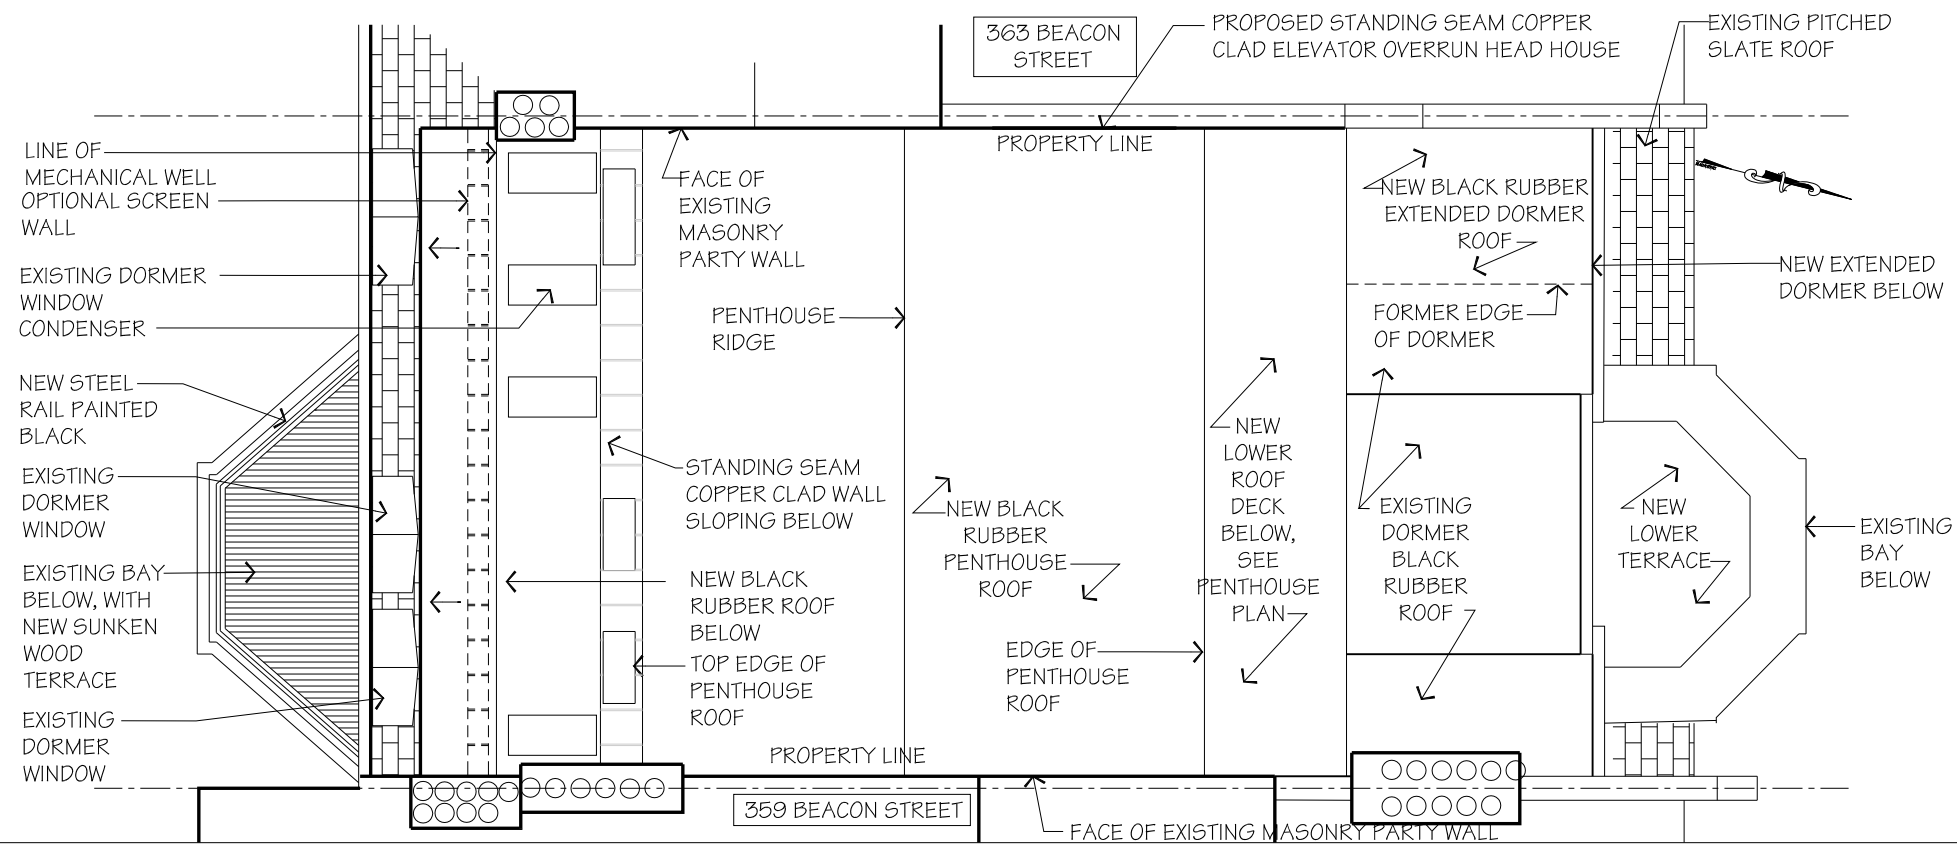 363 BEACON
STREET
PROPOSED STANDING SEAM COPPER
CLAD ELEVATOR OVERRUN HEAD HOUSE
EXISTING PITCHED
SLATE ROOF
PROPERTY LINE
LINE OF
MECHANICAL WELL
OPTIONAL SCREEN
WALL
EXISTING DORMER
WINDOW
CONDENSER
NEW STEEL
RAIL PAINTED
BLACK
EXISTING
DORMER
WINDOW
EXISTING BAY
BELOW, WITH
NEW SUNKEN
WOOD
TERRACE
EXISTING
DORMER
WINDOW
FACE OF
EXISTING
MASONRY
PARTY WALL
PENTHOUSE
RIDGE
STANDING SEAM
COPPER CLAD WALL
SLOPING BELOW
NEW BLACK
RUBBER ROOF
BELOW
TOP EDGE OF
PENTHOUSE
ROOF
NEW BLACK
RUBBER
PENTHOUSE
ROOF
EDGE OF
PENTHOUSE
ROOF
NEW
LOWER
ROOF
DECK
BELOW,
SEE
PENTHOUSE
PLAN
NEW BLACK RUBBER
EXTENDED DORMER
ROOF
FORMER EDGE
OF DORMER
EXISTING
DORMER
BLACK
RUBBER
ROOF
NEW EXTENDED
DORMER BELOW
NEW
LOWER
TERRACE
EXISTING
BAY
BELOW
PROPERTY LINE
359 BEACON STREET
FACE OF EXISTING MASONRY PARTY WALL